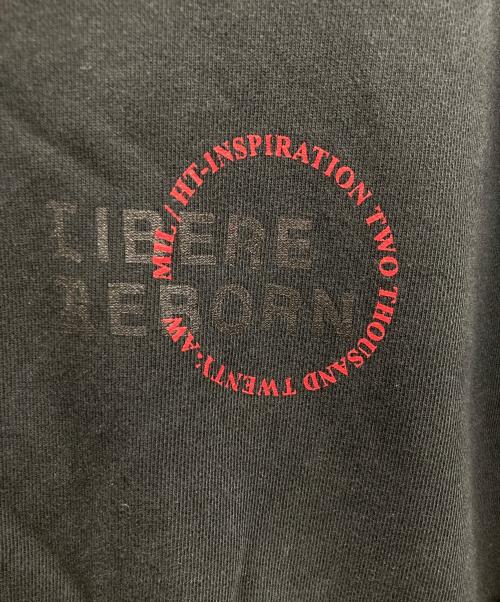 LIBERE
REBORN
MIL / HT-INSPIRATION TWO THOUSAND TWENTY:AW